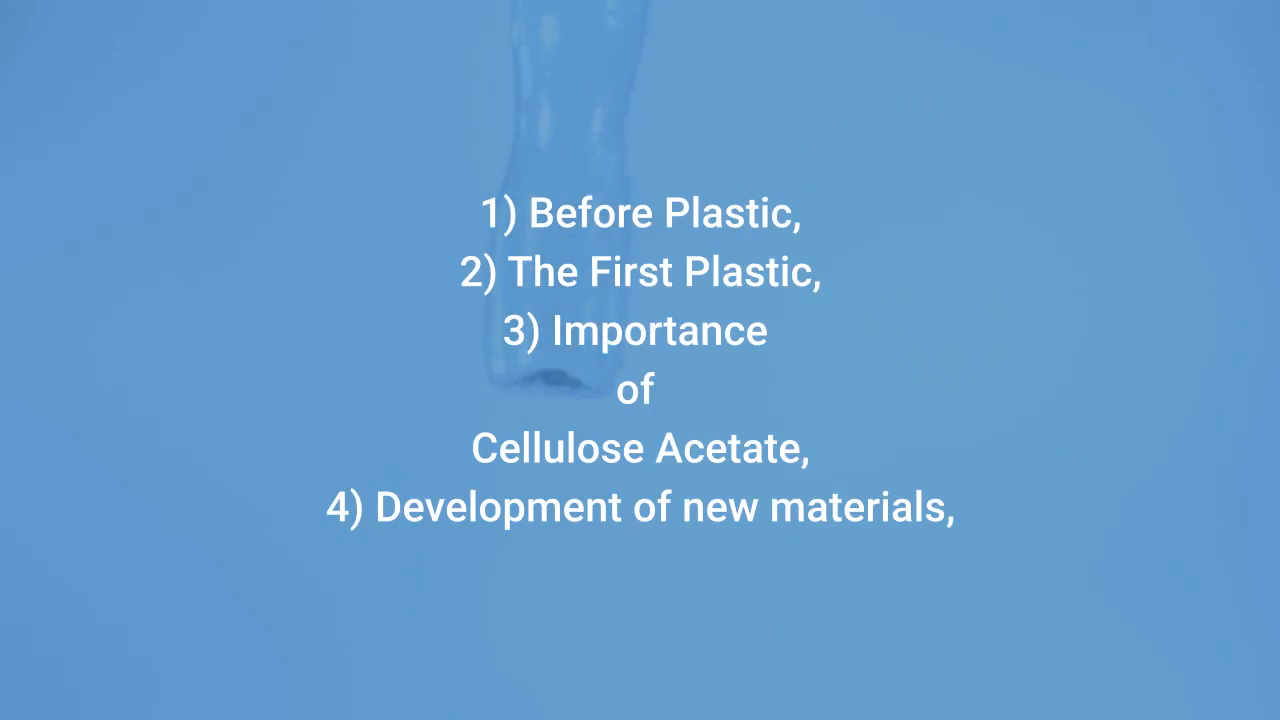 1) Before Plastic,
2) The First Plastic,
3) Importance
of
Cellulose Acetate,
4) Development of new materials,